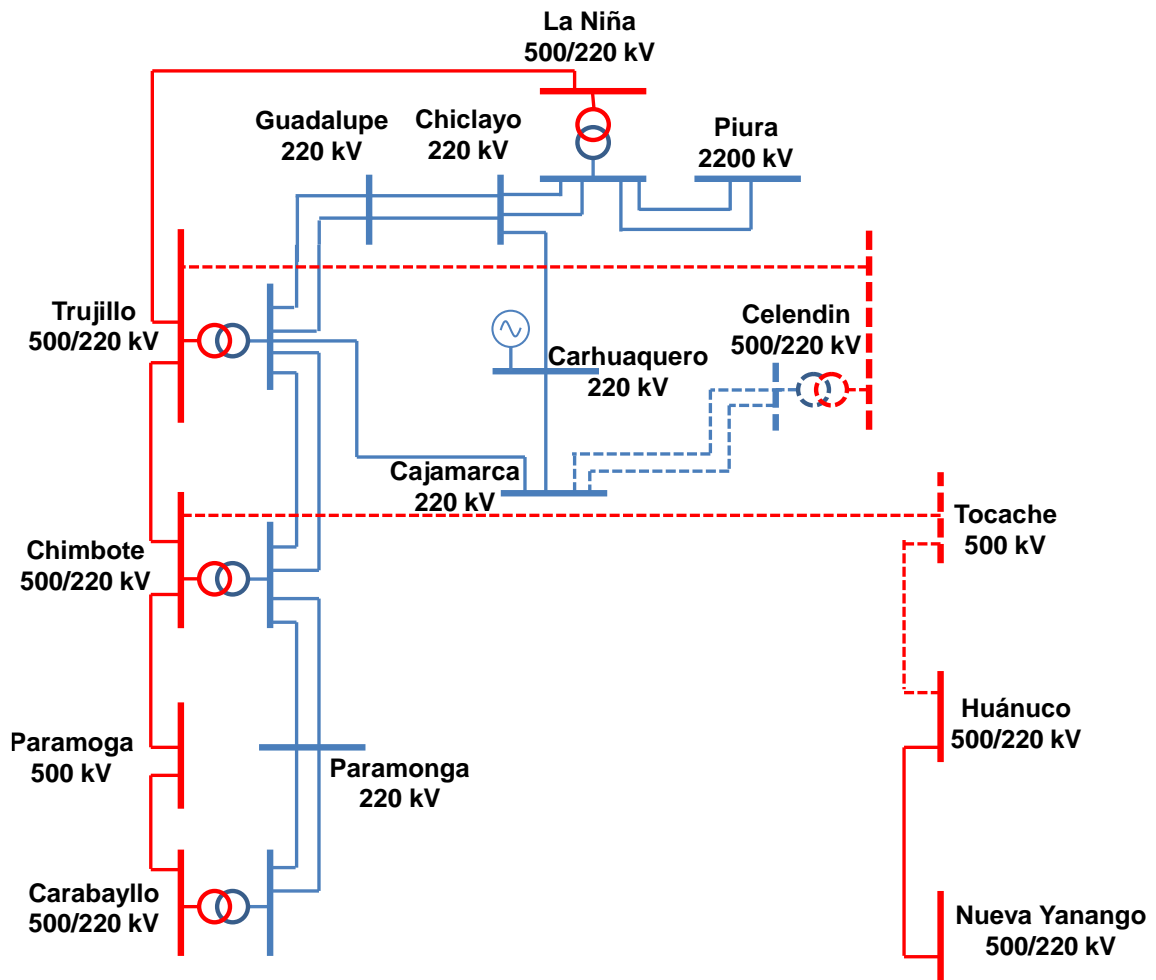 La Niña
500/220 kV
Guadalupe
220 kV
Chiclayo
220 kV
Piura
2200 kV
Trujillo
500/220 kV
Celendin
500/220 kV
Carhuaquero
220 kV
Cajamarca
220 kV
Tocache
500 kV
Chimbote
500/220 kV
Huánuco
500/220 kV
Paramoga
500 kV
Paramonga
220 kV
Carabayllo
500/220 kV
Nueva Yanango
500/220 kV